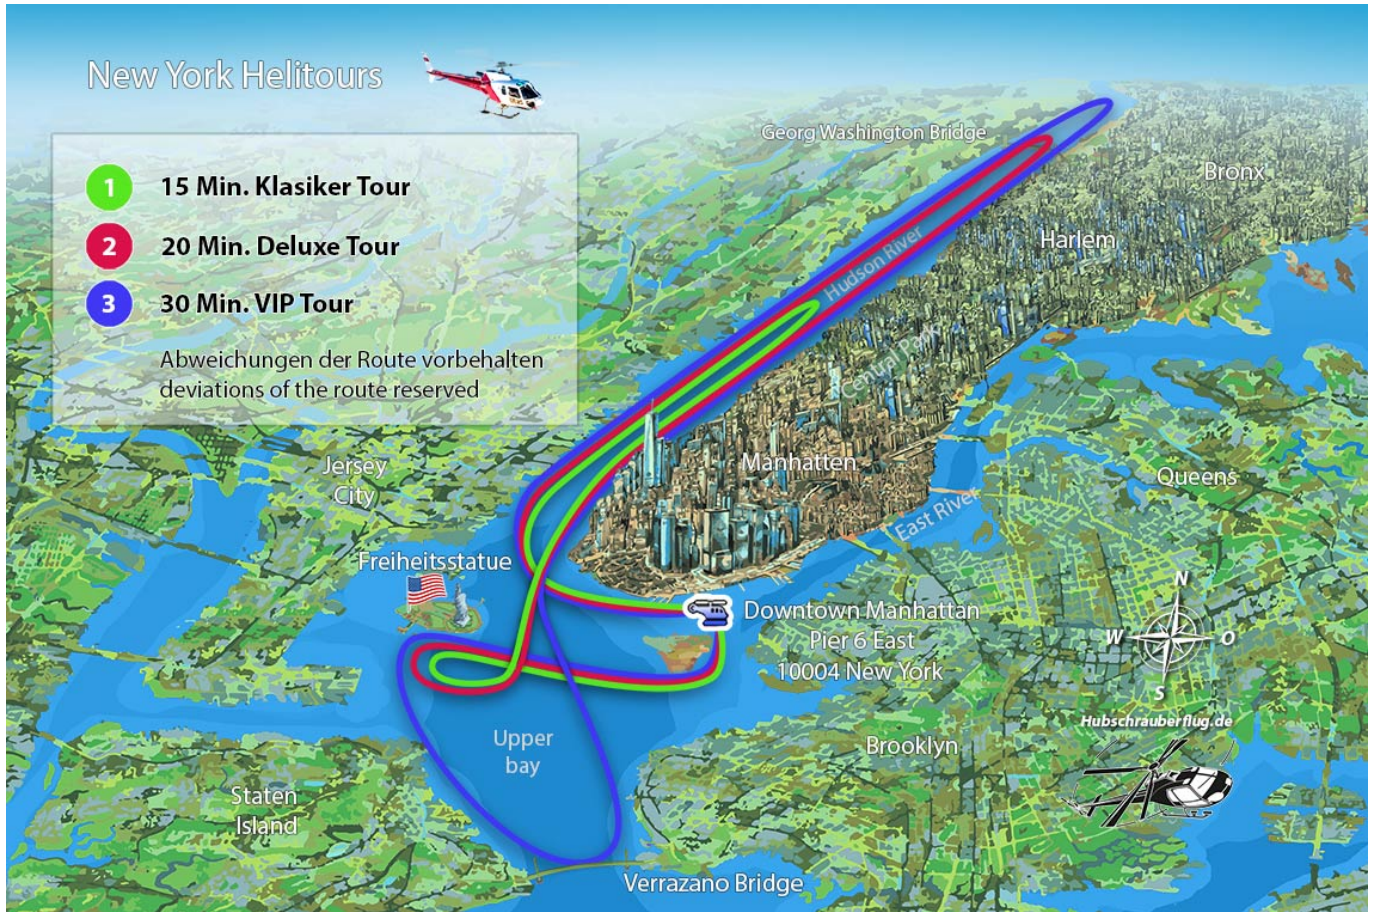 New York Helitours
1 15 Min. Klasiker Tour
2 20 Min. Deluxe Tour
3 30 Min. VIP Tour
Abweichungen der Route vorbehalten
deviations of the route reserved
Georg Washington Bridge
Bronx
Harlem
Hudson River
Central Park
Jersey
City
Manhatten
Queens
East River
Freiheitsstatue
Downtown Manhattan
Pier 6 East
10004 New York
N
W
O
S
Hubschrauberflug.de
Upper
bay
Brooklyn
Staten
Island
Verrazano Bridge